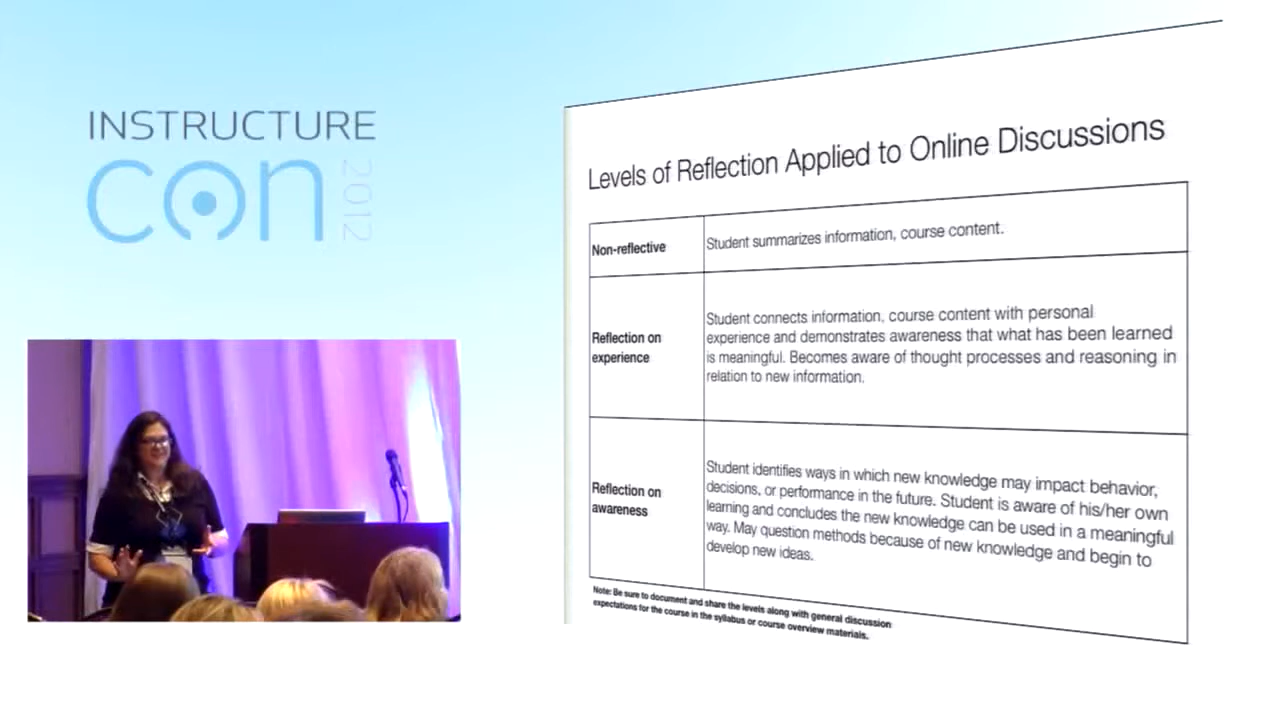 INSTRUCTURE
con 2012
Levels of Reflection Applied to Online Discussions
Non-reflective
Student summarizes information, course content.
Reflection on
experience
Student connects information, course content with personal
experience and demonstrates awareness that what has been learned
is meaningful. Becomes aware of thought processes and reasoning in
relation to new information.
Reflection on
awareness
Student identifies ways in which new knowledge may impact behavior,
decisions, or performance in the future. Student is aware of his/her own
learning and concludes the new knowledge can be used in a meaningful
way. May question methods because of new knowledge and begin to
develop new ideas.
Note: Be sure to document and share the levels along with general discussion
expectations for the course in the syllabus or course overview materials.